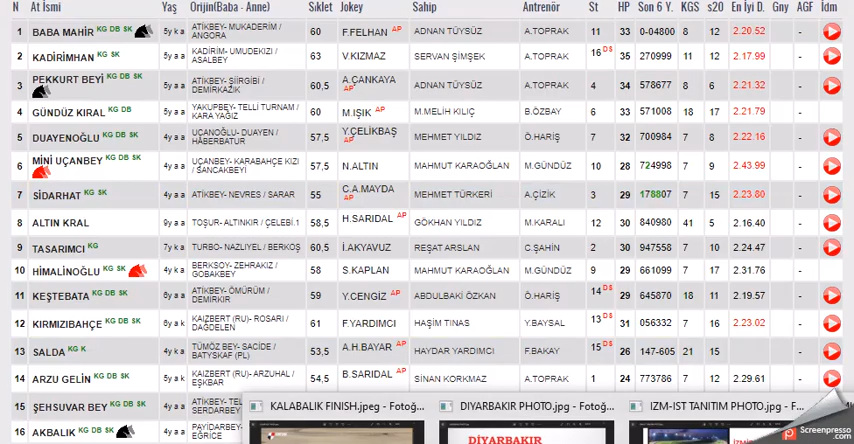 N At İsmi Yaş Orijin(Baba - Anne) Sıklet Jokey Sahip Antrenör St HP Son 6 Y. KGS s20 En İyi D. Gny AGF İdm
1 BABA MAHİR KG DB SK 5y k a ATİKBEY- MUKADERİM / ANGORA 60 F.FELHAN AP ADNAN TÜYSÜZ A.TOPRAK 11 33 0-04800 8 12 2.20.52 -
2 KADİRİMHAN KG SK 5y a a KADİRİM- UMUDEKIZI / ASALBEY 63 V.KIZMAZ SERVAN ŞİMŞEK A.TOPRAK 16 DS 35 270999 11 12 2.17.99 -
3 PEKKURT BEYİ KG DB SK 5y a a ATİKBEY- SİİRGİBİ / DEMİRKAZIK 60,5 A.ÇANKAYA AP ADNAN TÜYSÜZ A.TOPRAK 4 34 578677 8 6 2.21.32 -
4 GÜNDÜZ KIRAL KG DB 5y a a YAKUPBEY- TELLİ TURNAM / KARA YAĞIZ 60 M.IŞIK AP M.MELİH KILIÇ B.ÖZBAY 6 33 571008 18 17 2.21.79 -
5 DUAYENOĞLU KG DB SK 4y a a UÇANOĞLU- DUAYEN / HABERBATUR 57,5 Y.ÇELİKBAŞ AP MEHMET YILDIZ Ö.HARİŞ 7 32 700984 7 8 2.22.16 -
6 MİNİ UÇANBEY KG DB SK 4y a a UÇANBEY- KARABAHÇE KIZI / SANCAKBEYİ 57,5 N.ALTIN MAHMUT KARAOĞLAN M.GÜNDÜZ 10 28 724998 7 9 2.43.99 -
7 SİDARHAT KG SK 4y a a ATİKBEY- NEVRES / SARAR 55 C.A.MAYDA AP MEHMET TÜRKERİ A.ÇİZİK 3 29 178807 7 15 2.23.80 -
8 ALTIN KRAL 9y a a TOŞUR- ALTINKIR / ÇELEBİ.1 58,5 H.SARIDAL AP GÖKHAN YILDIZ M.KARALI 12 30 840980 41 5 2.16.40 -
9 TASARIMCI KG 7y k a TURBO- NAZLIYEL / BERKOŞ 60,5 İ.AKYAVUZ REŞAT ARSLAN C.ŞAHİN 2 30 947558 7 10 2.24.47 -
10 HİMALİNOĞLU KG SK 4y k a BERKSOY- ZEHRAKIZ / GOBAKBEY 58 S.KAPLAN MAHMUT KARAOĞLAN M.GÜNDÜZ 9 29 661099 7 17 2.31.76 -
11 KEŞTEBATA KG DB SK 6y a a ATİKBEY- ÖMÜRÜM / DEMİRKIR 59 Y.CENGİZ AP ABDULBAKİ ÖZKAN Ö.HARİŞ 14 DS 29 645870 18 11 2.19.57 -
12 KIRMIZIBAHÇE KG DB SK 6y a k KAIZBERT (RU)- ROSARI / DAĞDELEN 61 F.YARDIMCI HAŞİM TINAS Y.BAYSAL 13 DS 31 056332 7 16 2.23.02 -
13 SALDA KG K 4y k a TÜMÖZ BEY- SACİDE / BATYSKAF (PL) 53,5 A.H.BAYAR AP HAYDAR YARDIMCI F.BAKAY 15 DS 26 147-605 21 15 -
14 ARZU GELİN KG DB SK 5y a k KAIZBERT (RU)- ARZUHAL / EŞKBAR 54,5 B.SARIDAL AP SİNAN KORKMAZ A.TOPRAK 1 24 773786 7 12 2.29.61 -
15 ŞEHSUVAR BEY KG DB SK 4y a a ATİKBEY- TEL SERDARBEY
16 AKBALIK KG SK 4y k a PAYİDARBEY- EĞRİCE
KALABALIK FINISH.jpeg - Fotoğ... DIYARBAKIR PHOTO.jpg - Fotoğ... IZM-IST TANITIM PHOTO.jpg - F...
DİYARBAKIR
Screenpresso
.com